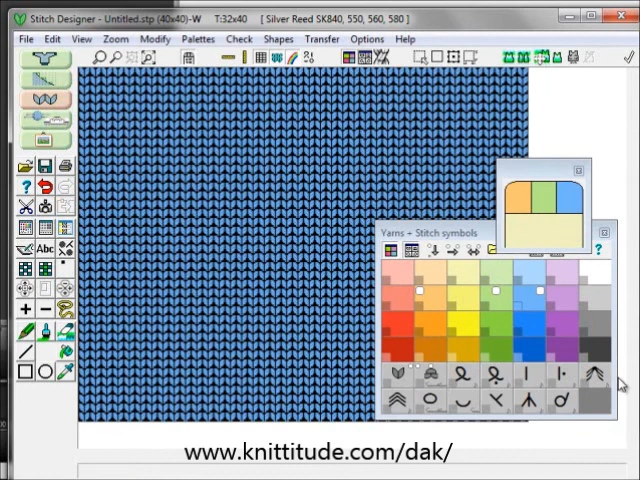 Stitch Designer - Untitled.stp (40x40)-W T:32x40 [ Silver Reed SK840, 550, 560, 580 ]
File Edit View Zoom Modify Palettes Check Shapes Transfer Options Help
Yarns + Stitch symbols
Abc
www.knittitude.com/dak/